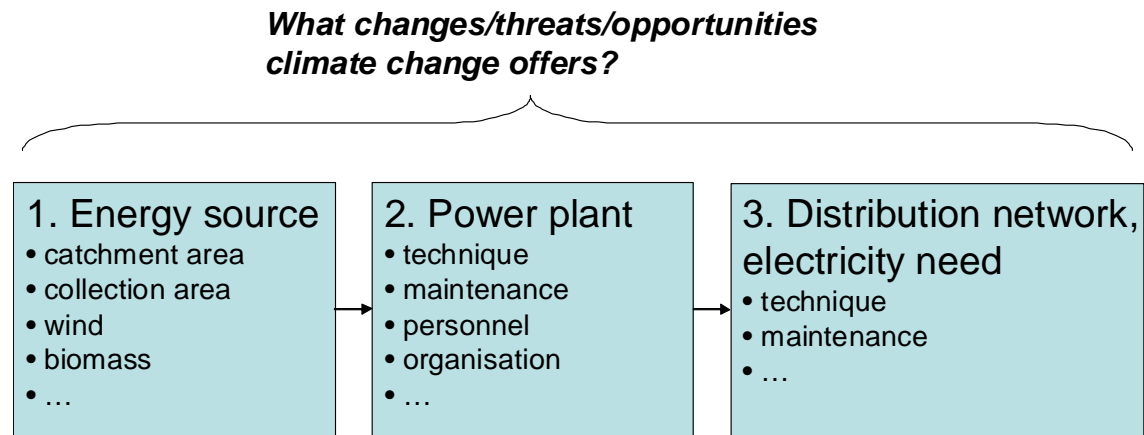 What changes/threats/opportunities
climate change offers?
1. Energy source
• catchment area
• collection area
• wind
• biomass
• …
2. Power plant
• technique
• maintenance
• personnel
• organisation
• …
3. Distribution network,
electricity need
• technique
• maintenance
• …